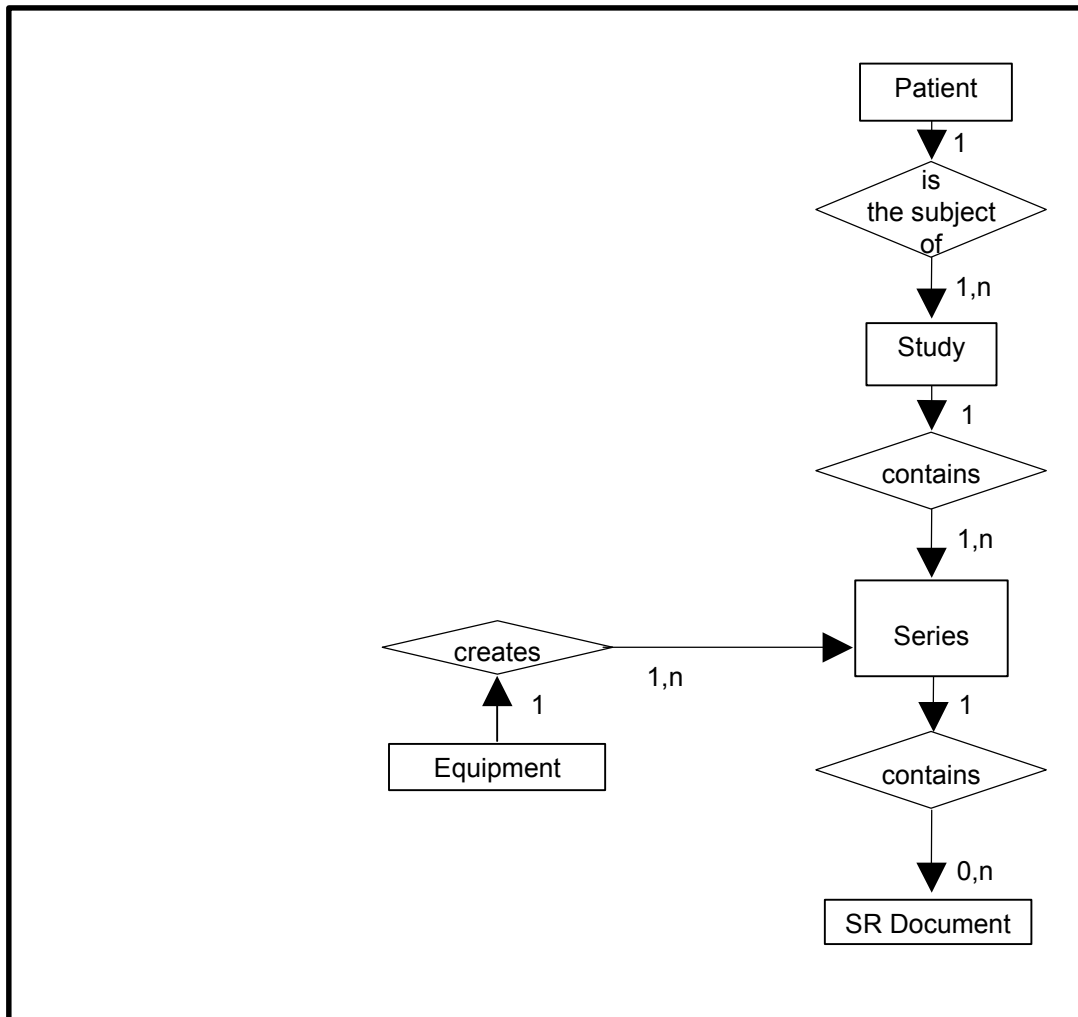 Patient
1
is
the subject
of
1,n
Study
1
contains
1,n
Series
creates
1,n
1
1
Equipment
contains
0,n
SR Document